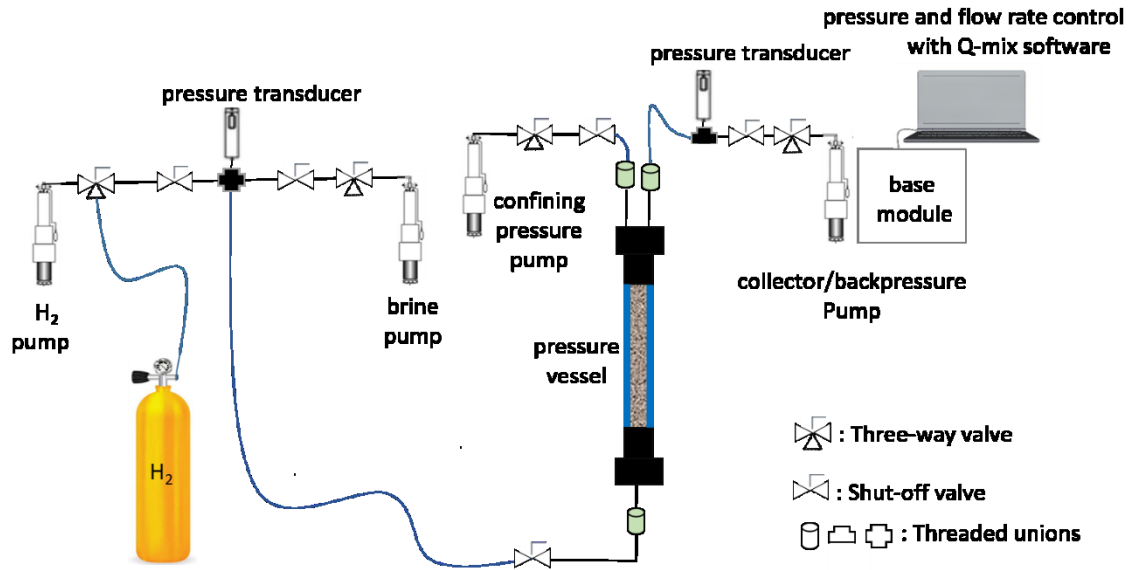 pressure and flow rate control
with Q-mix software
pressure transducer
pressure transducer
confining
pressure
pump
base
module
H₂
pump
brine
pump
collector/backpressure
Pump
pressure
vessel
H₂
: Three-way valve
: Shut-off valve
: Threaded unions